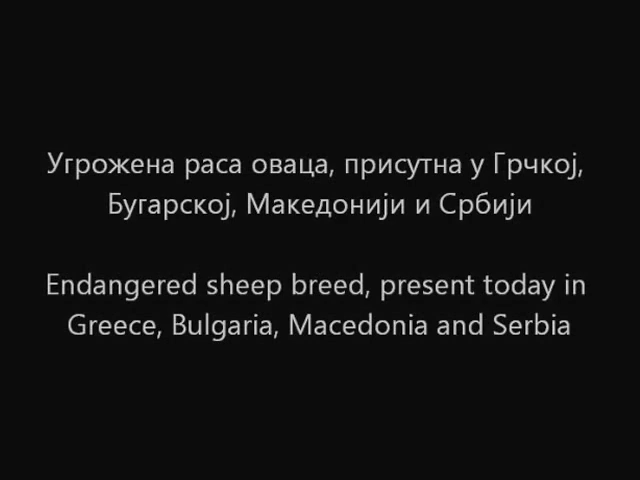 Угрожена раса оваца, присутна у Грчкој,
Бугарској, Македонији и Србији
Endangered sheep breed, present today in
Greece, Bulgaria, Macedonia and Serbia